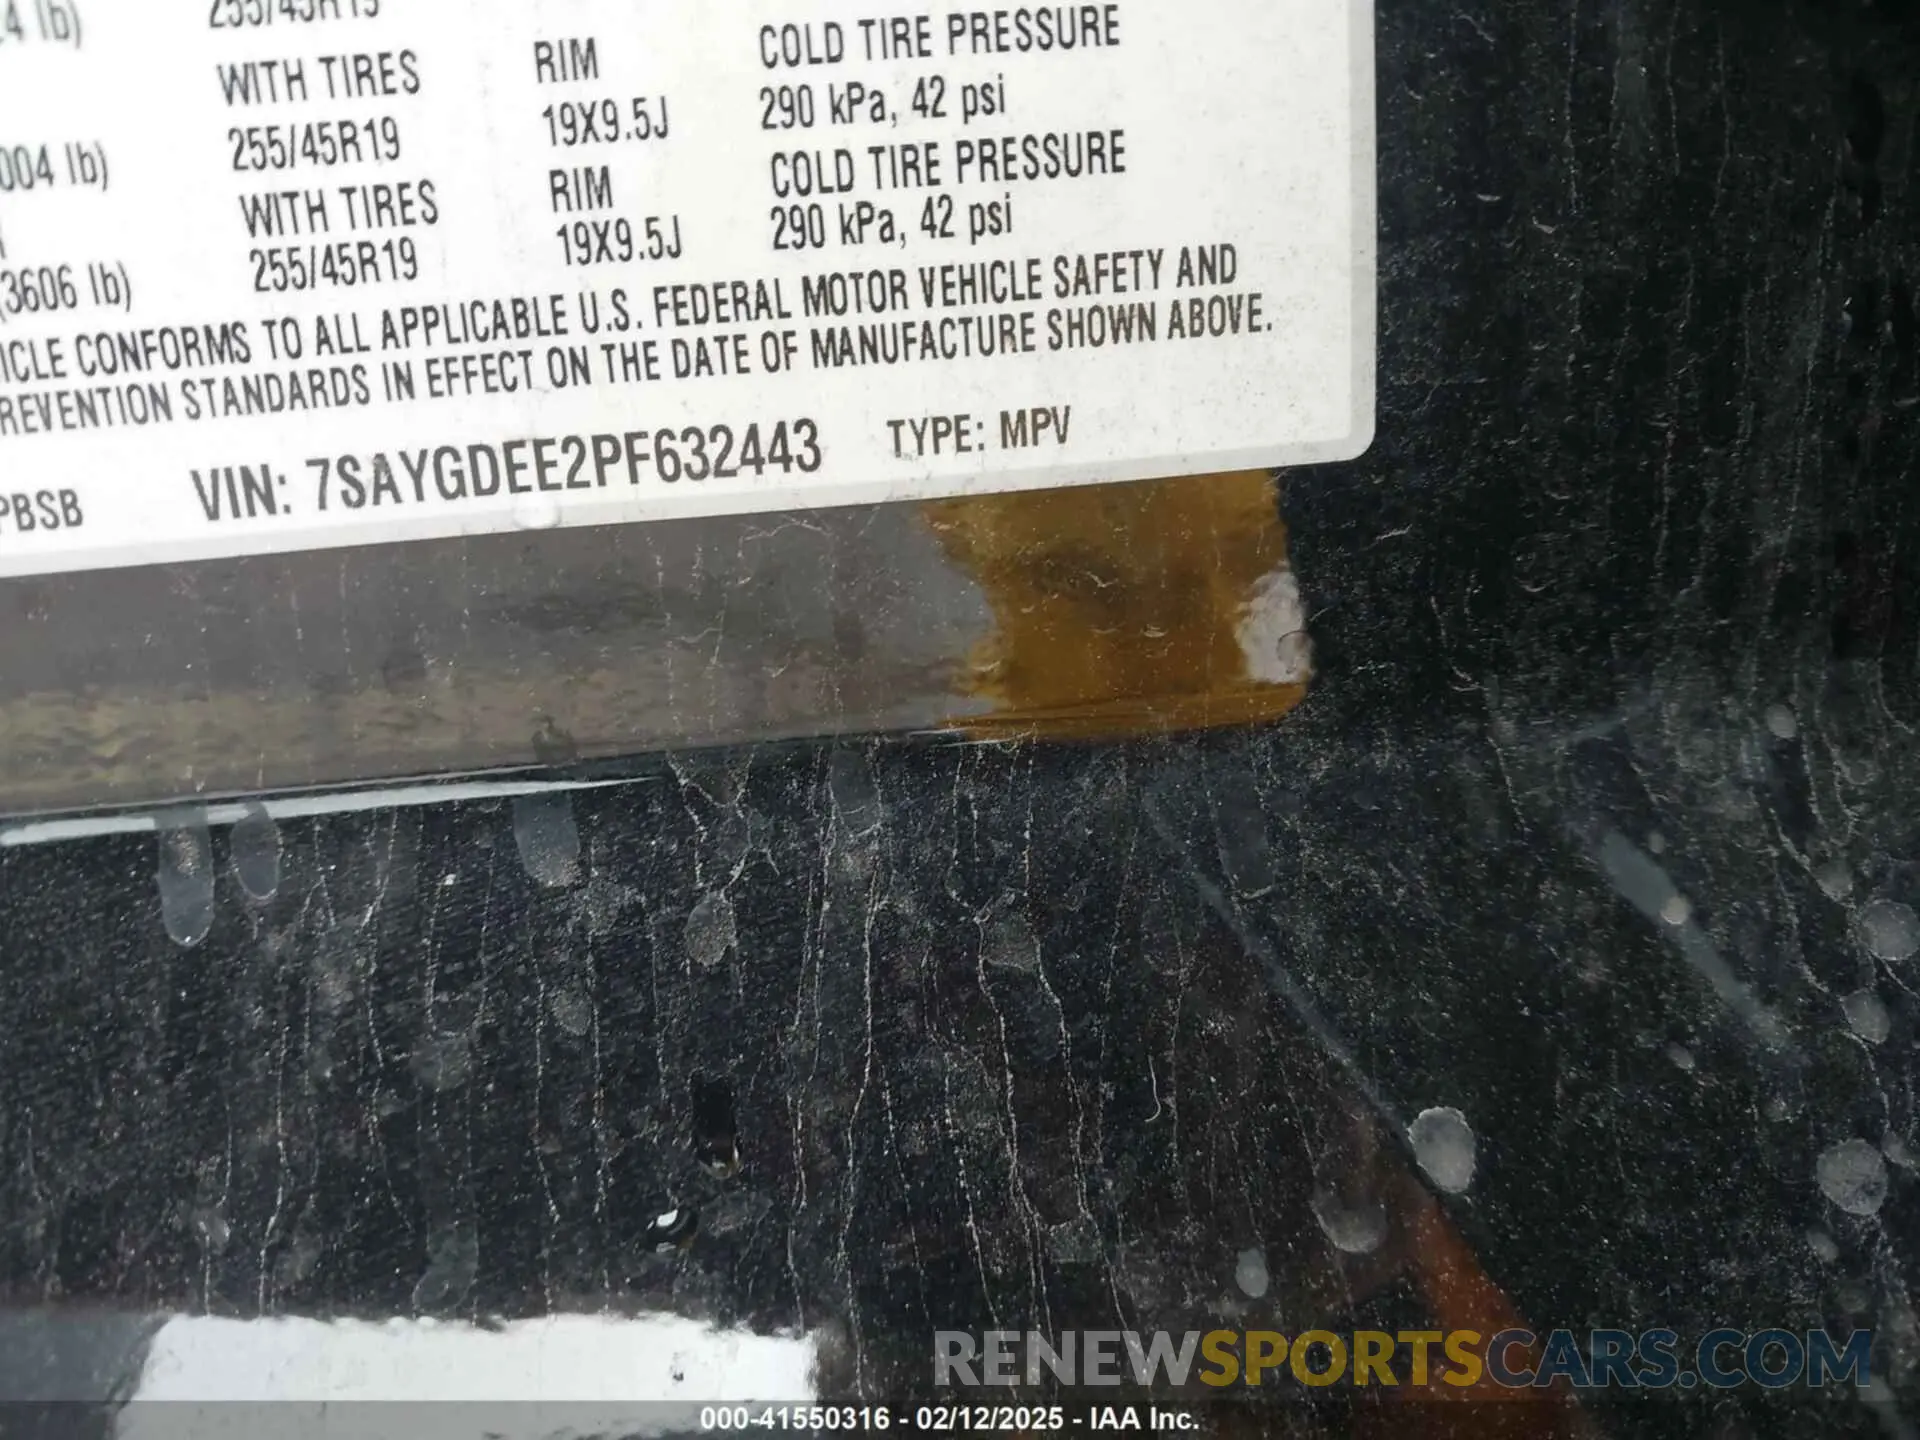 4 lb) 255/45R19
WITH TIRES RIM COLD TIRE PRESSURE
004 lb) 255/45R19 19X9.5J 290 kPa, 42 psi
WITH TIRES RIM COLD TIRE PRESSURE
(3606 lb) 255/45R19 19X9.5J 290 kPa, 42 psi
ICLE CONFORMS TO ALL APPLICABLE U.S. FEDERAL MOTOR VEHICLE SAFETY AND
REVENTION STANDARDS IN EFFECT ON THE DATE OF MANUFACTURE SHOWN ABOVE.
PBSB VIN: 7SAYGDEE2PF632443 TYPE: MPV
RENEWSPORTSCARS.COM
000-41550316 - 02/12/2025 - IAA Inc.